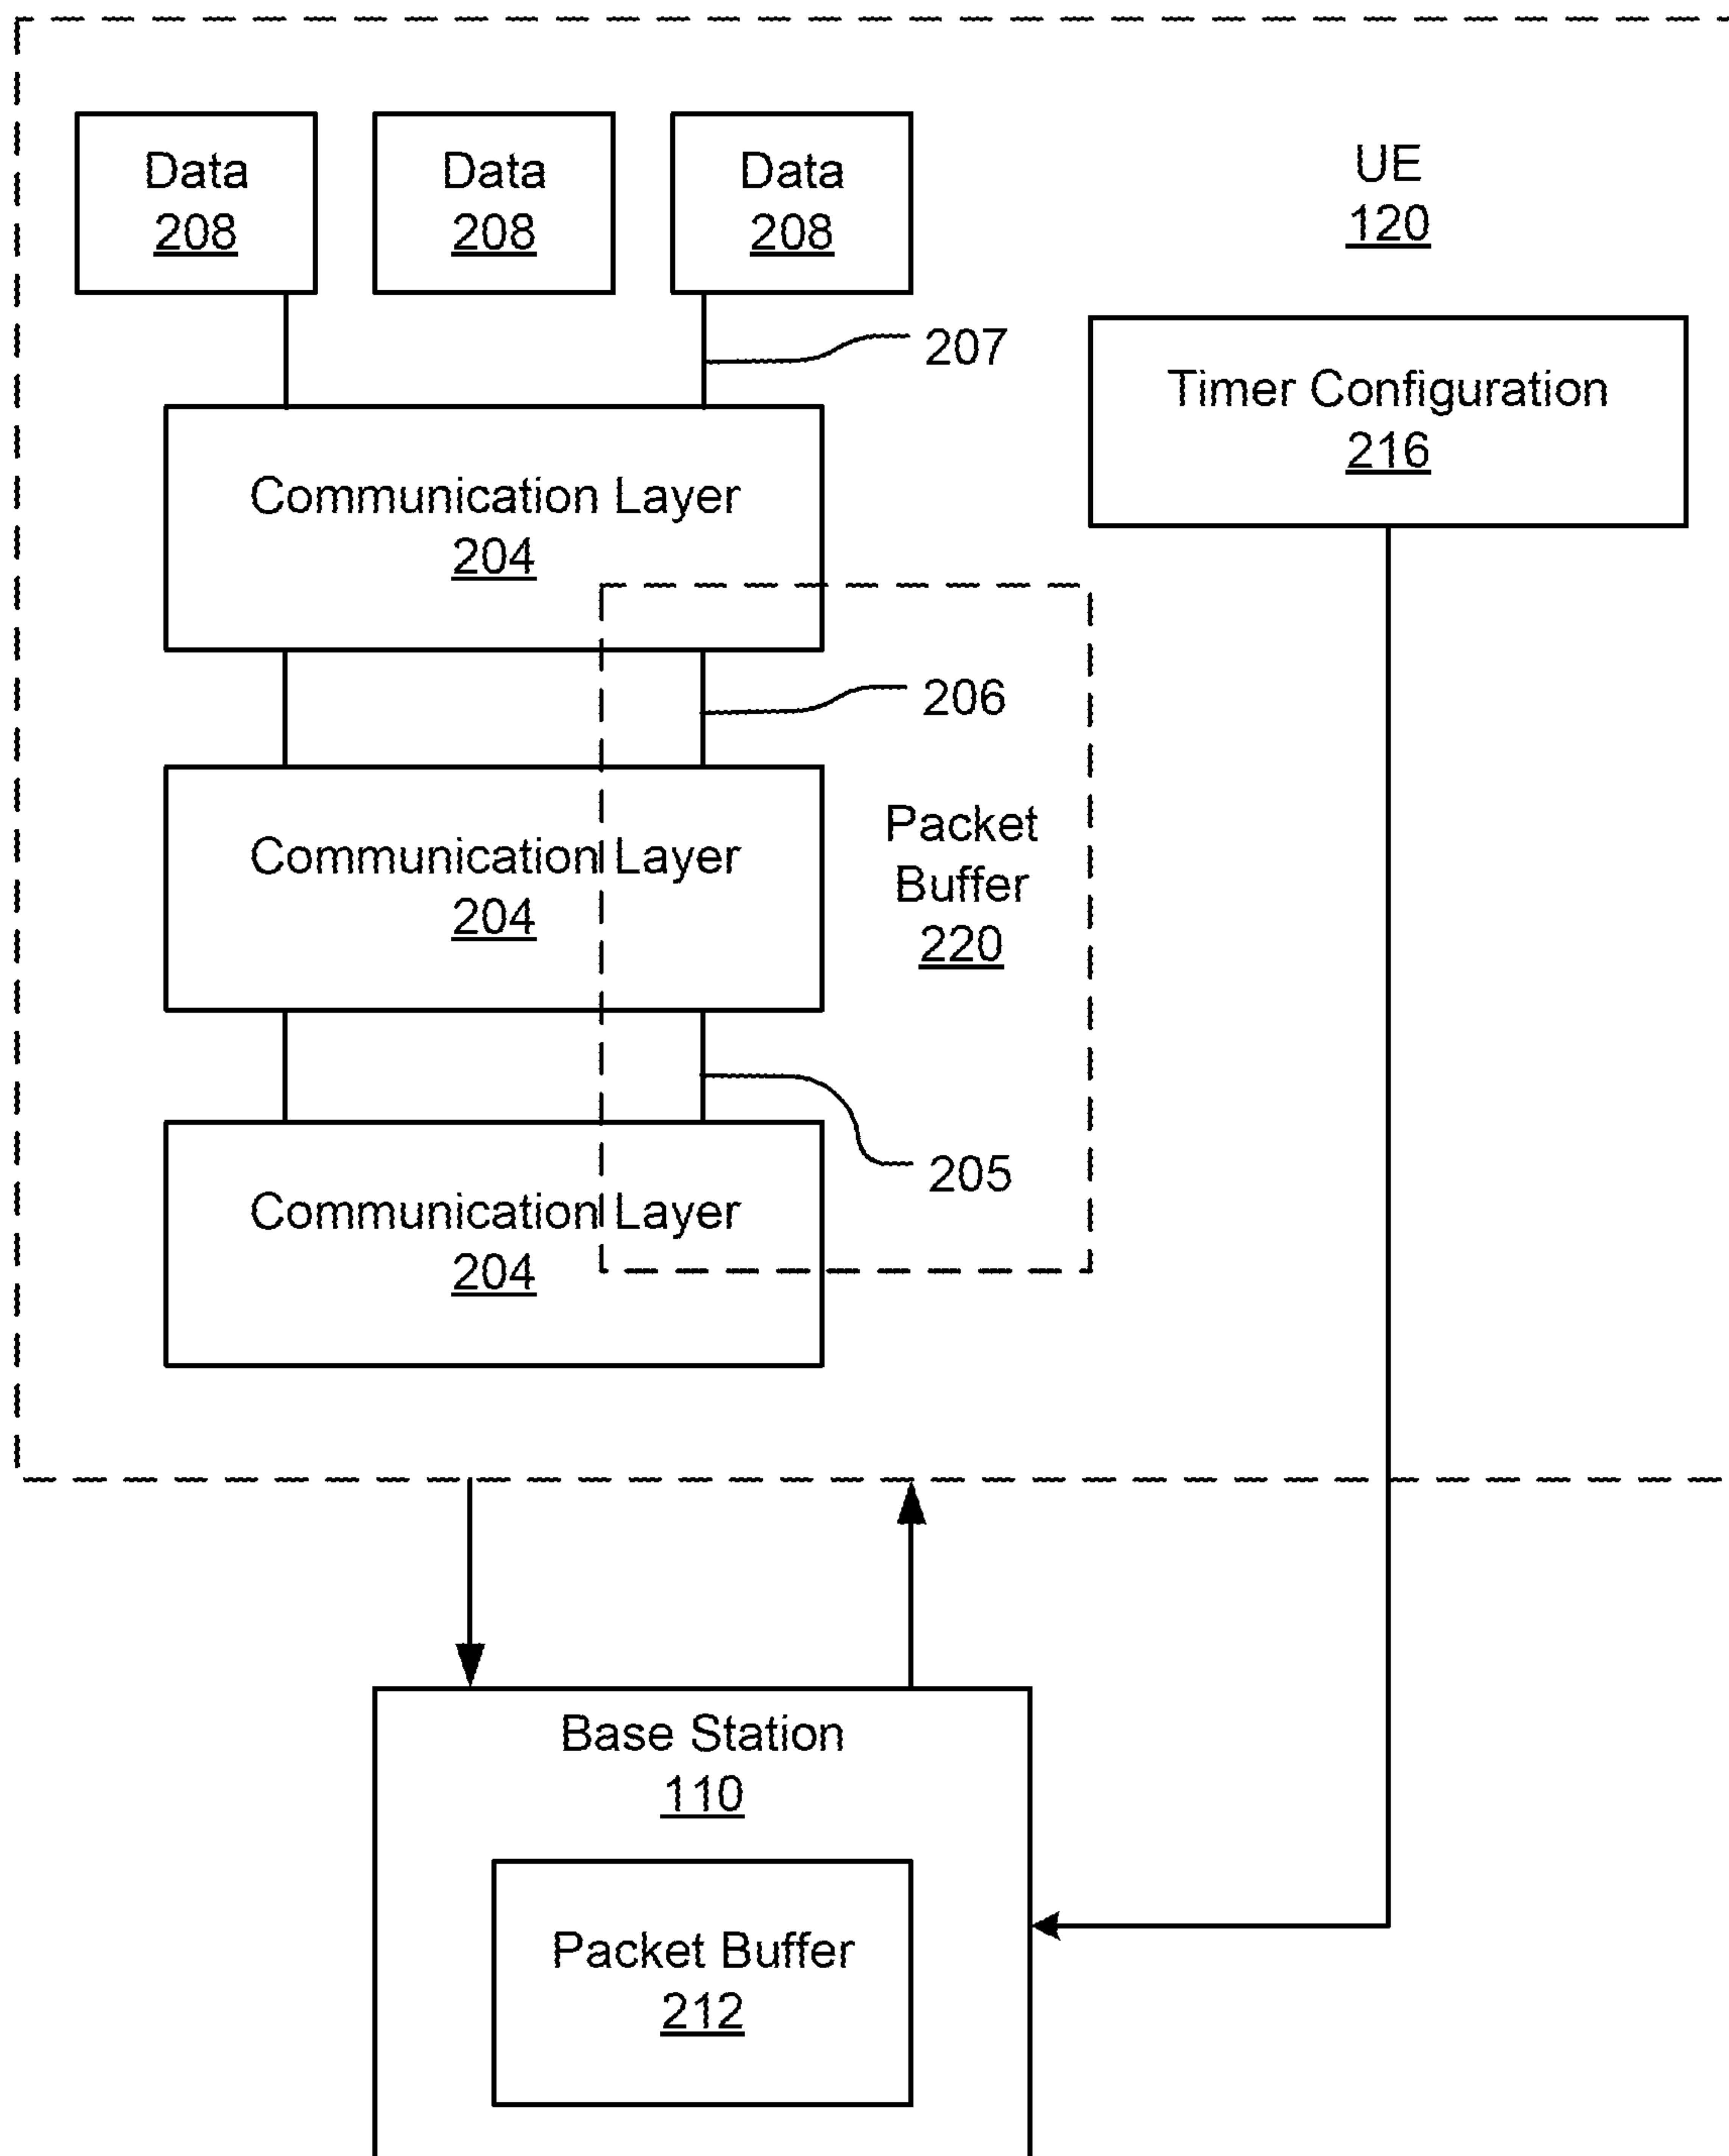 Data
208
Data
208
Data
208
UE
120
207
Timer Configuration
216
Communication Layer
204
206
Packet
Buffer
220
Communication Layer
204
205
Communication Layer
204
Base Station
110
Packet Buffer
212